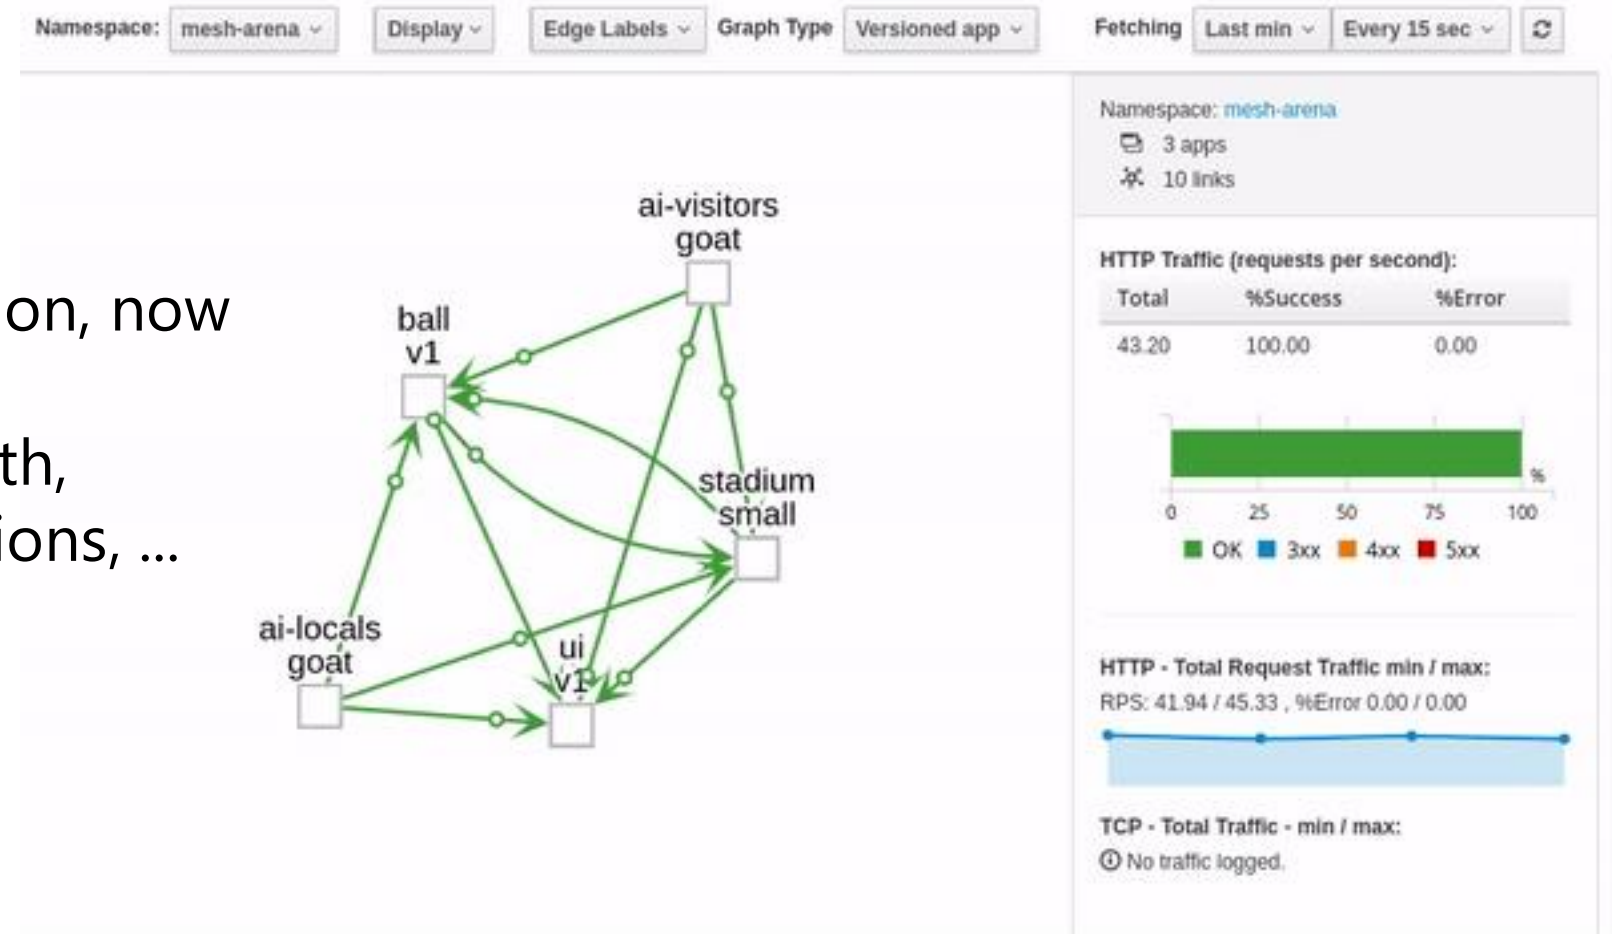 Namespace: mesh-arena Display Edge Labels Graph Type Versioned app Fetching Last min Every 15 sec
on, now
th,
ions, ...
ai-visitors
goat
ball
v1
stadium
small
ai-locals
goat
ui
v1
Namespace: mesh-arena
3 apps
10 links
HTTP Traffic (requests per second):
Total %Success %Error
43.20 100.00 0.00
%
0 25 50 75 100
OK 3xx 4xx 5xx
HTTP - Total Request Traffic min / max:
RPS: 41.94 / 45.33 , %Error 0.00 / 0.00
TCP - Total Traffic - min / max:
No traffic logged.